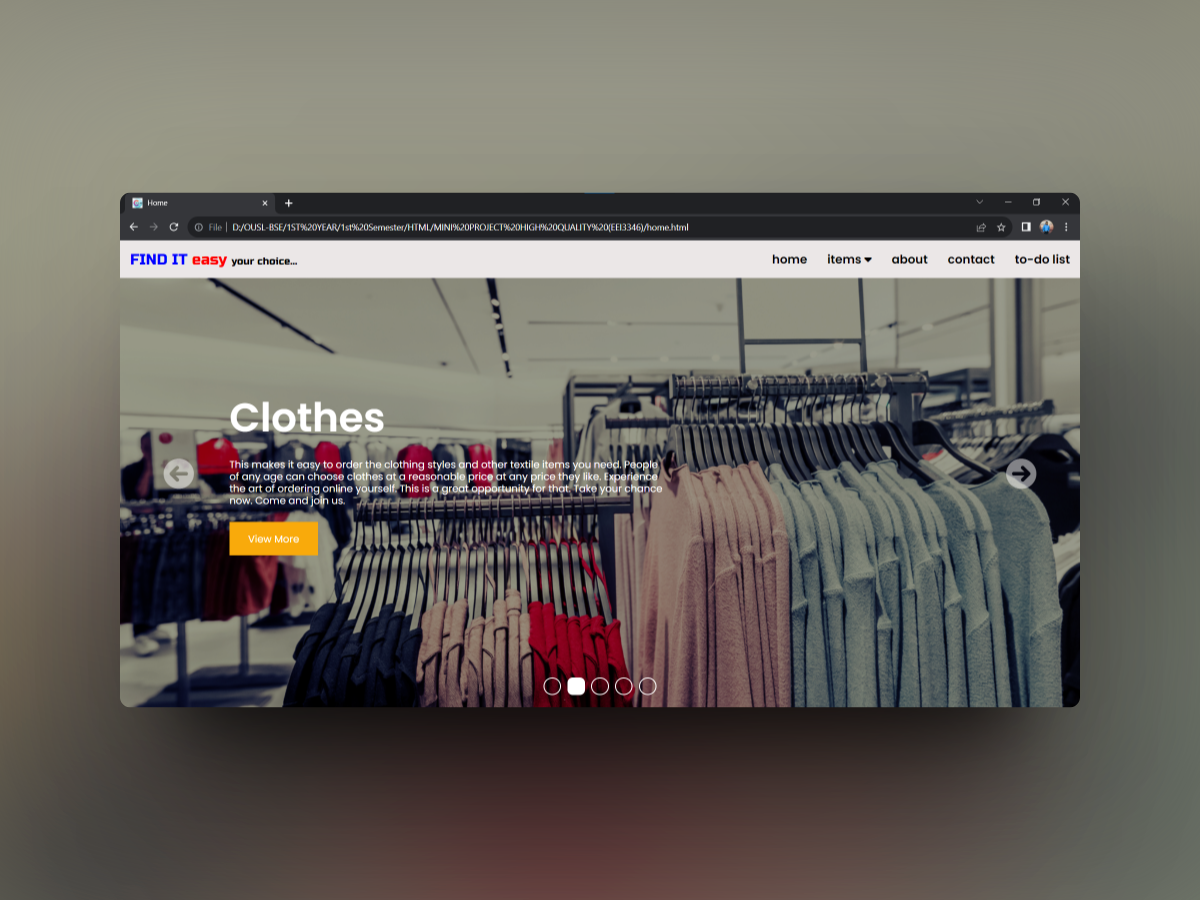 Home
File D:/OUSL-BSE/1ST%20YEAR/1st%20Semester/HTML/MINI%20PROJECT%20HIGH%20QUALITY%20(EEI3346)/home.html
FIND IT easy your choice... home items about contact to-do list
Clothes
This makes it easy to order the clothing styles and other textile items you need. People
of any age can choose clothes at a reasonable price at any price they like. Experience
the art of ordering online yourself. This is a great opportunity for that. Take your chance
now. Come and join us.
View More